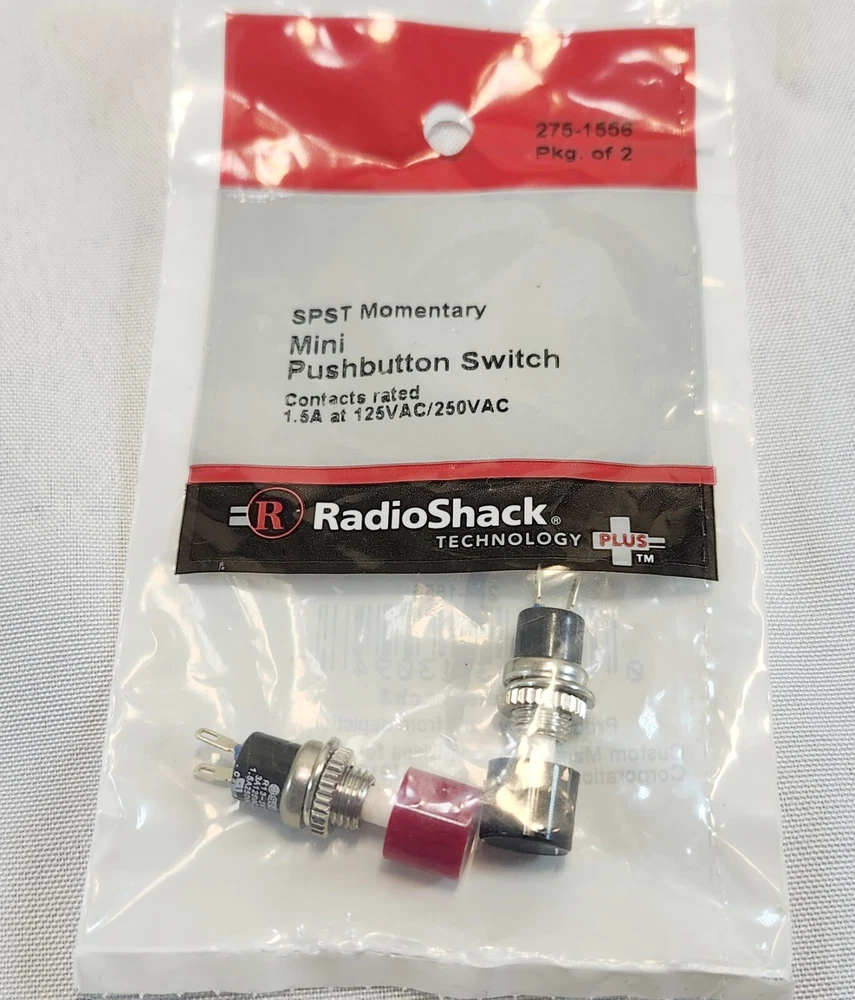 275-1556
Pkg. of 2
SPST Momentary
Mini
Pushbutton Switch
Contacts rated
1.5A at 125VAC/250VAC
R RadioShack®
TECHNOLOGY PLUS
TM